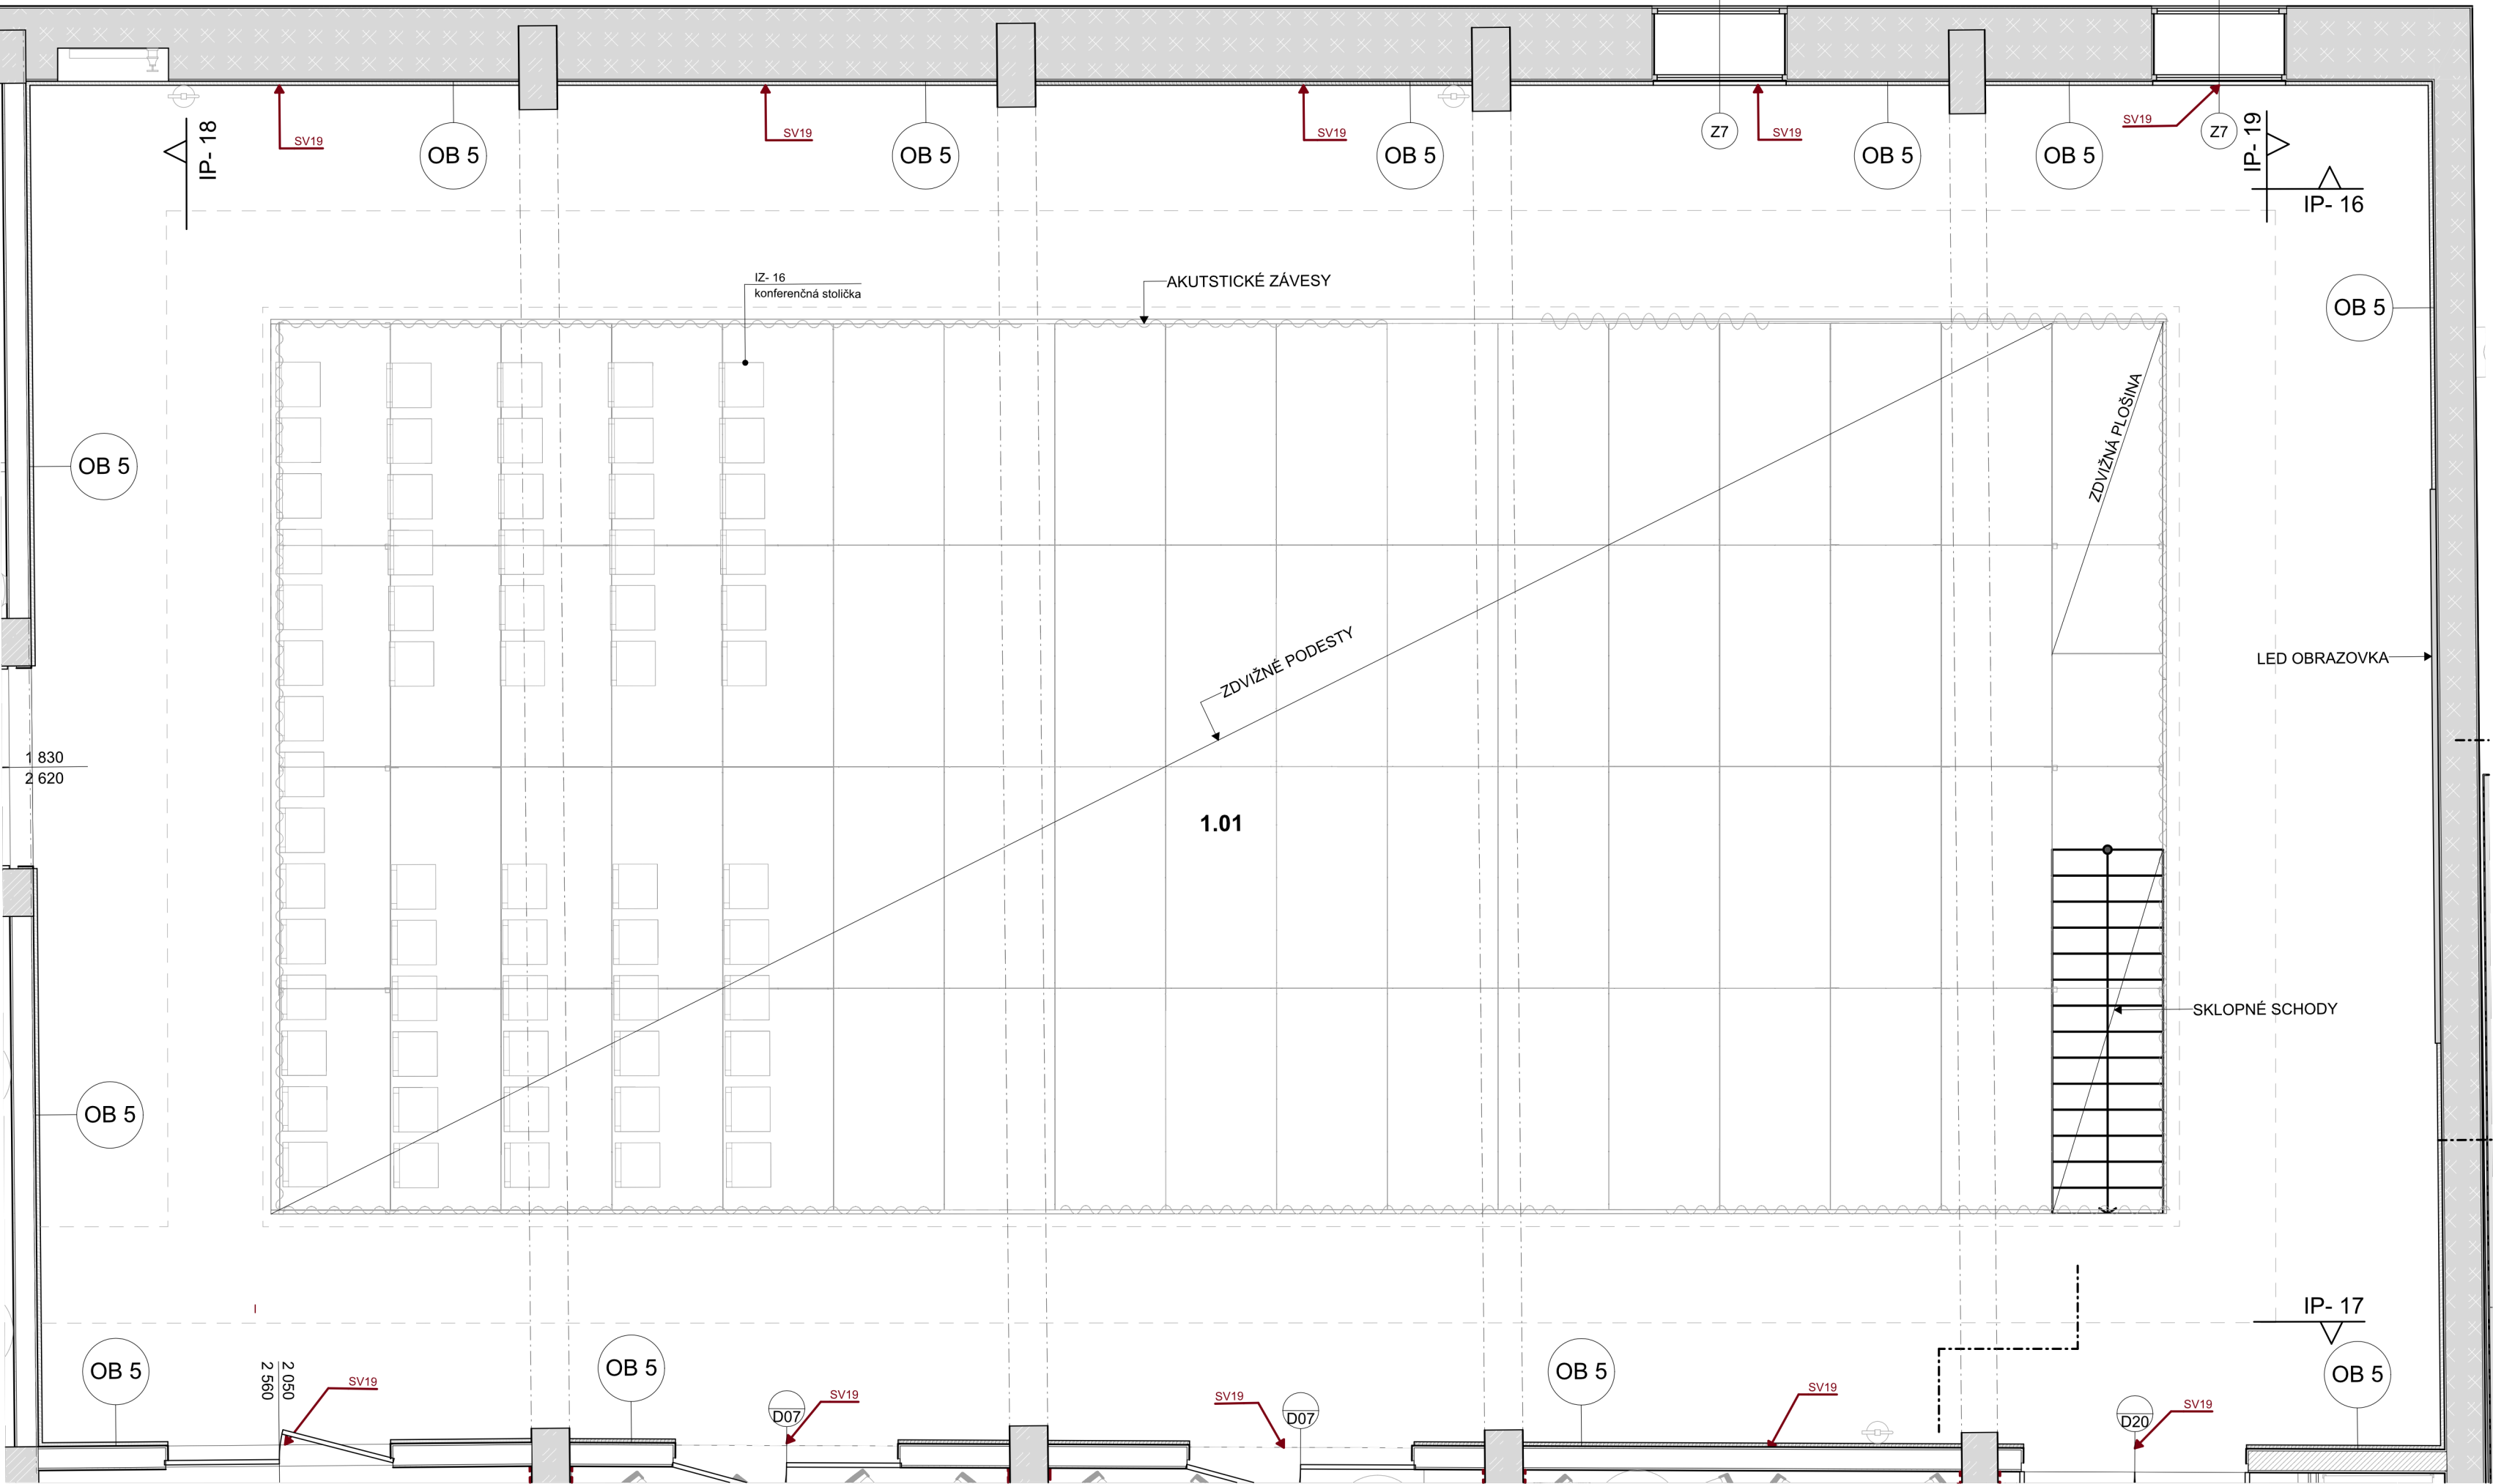 IP- 18
SV19
OB 5
SV19
OB 5
SV19
OB 5
Z7
SV19
OB 5
OB 5
SV19
Z7
IP- 19
IP- 16
IZ- 16
konferenčná stolička
AKUTSTICKÉ ZÁVESY
OB 5
ZDVIŽNÁ PLOŠINA
OB 5
ZDVIŽNÉ PODESTY
LED OBRAZOVKA
1 830
2 620
1.01
SKLOPNÉ SCHODY
OB 5
IP- 17
OB 5
2 050
2 560
SV19
OB 5
D07
SV19
SV19
D07
OB 5
SV19
D20
SV19
OB 5